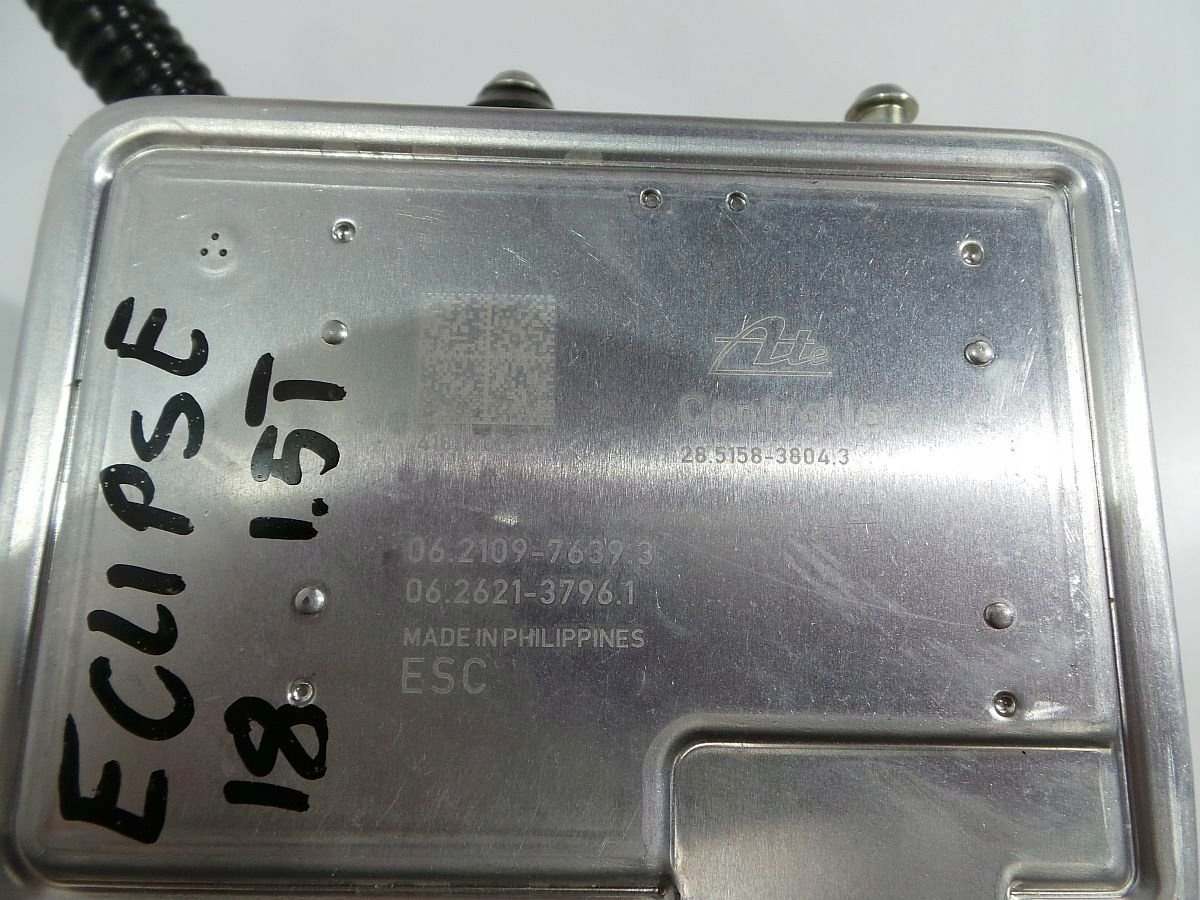 ECLIPSE
18 1.5T
Ate
Controlle
28.5158-3804.3
06.2109-7639.3
06.2621-3796.1
MADE IN PHILIPPINES
ESC